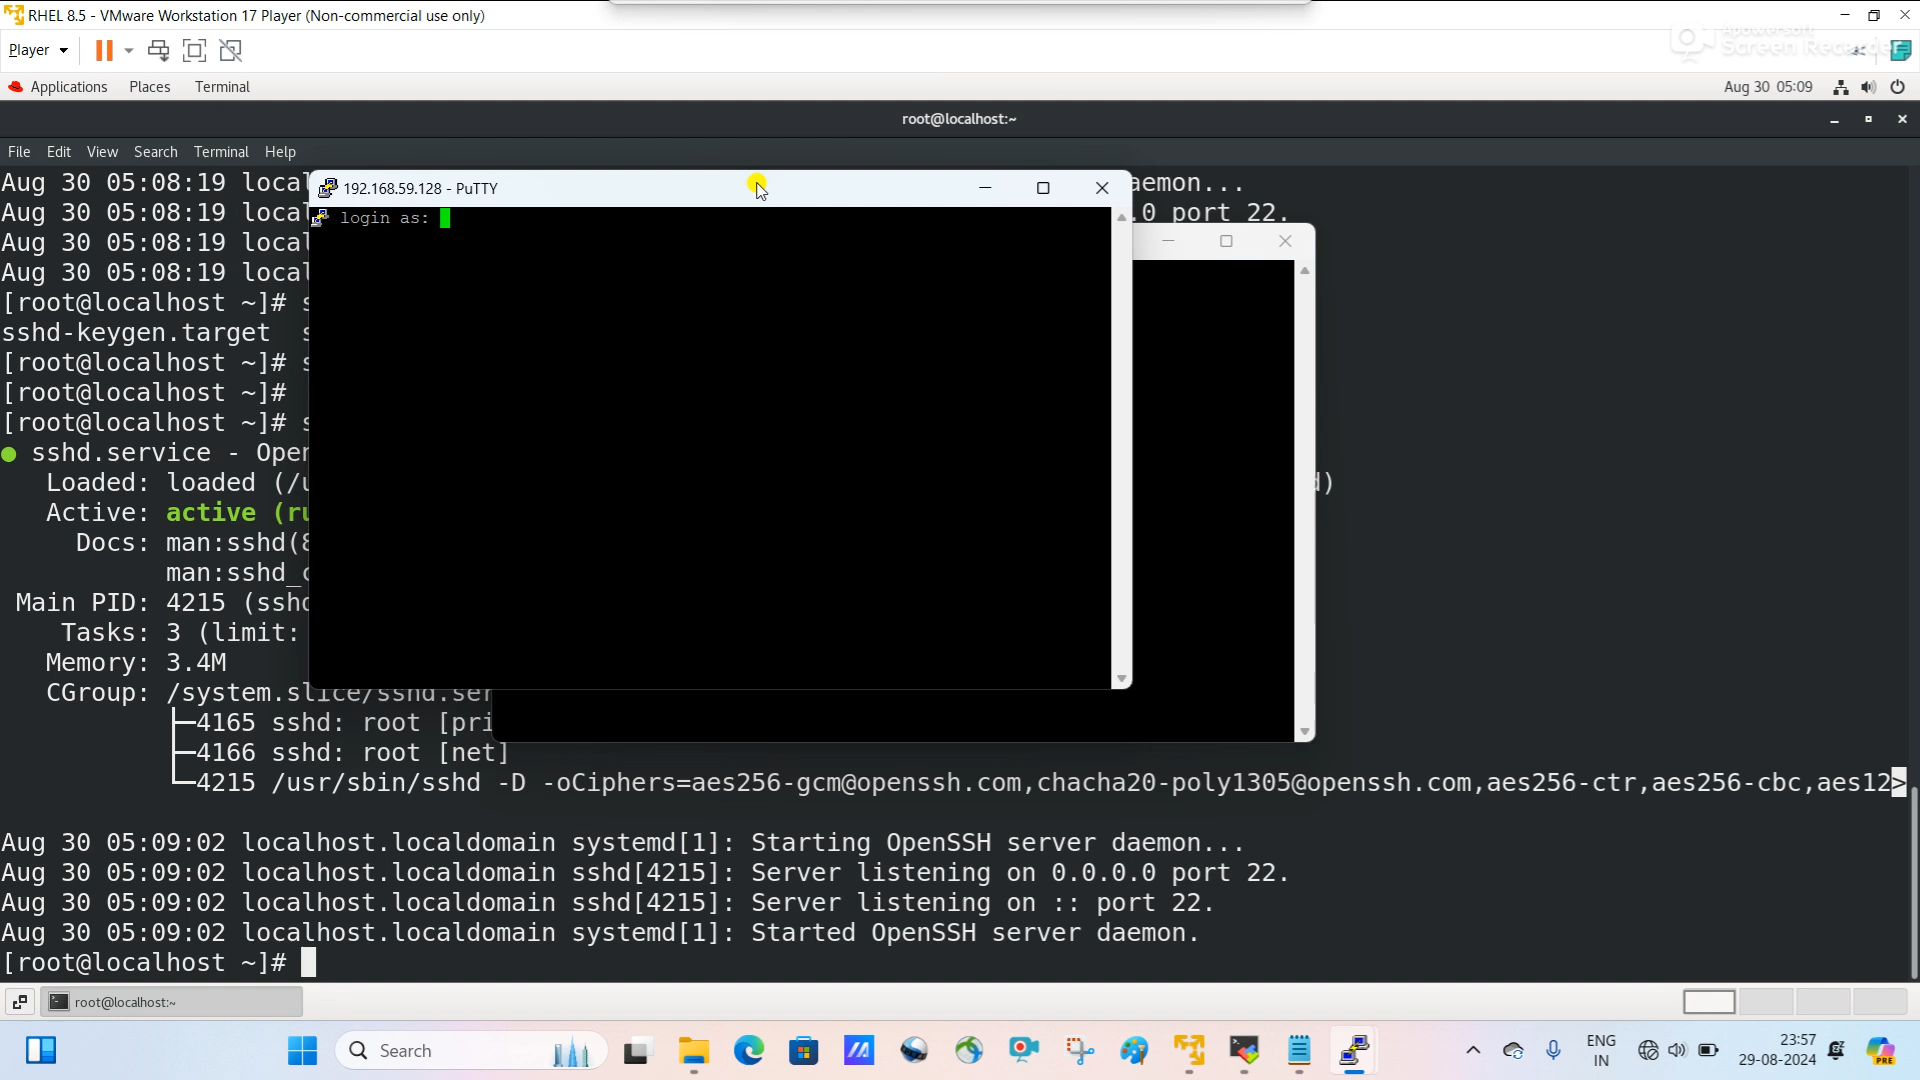 RHEL 8.5 - VMware Workstation 17 Player (Non-commercial use only)
Player
Apowersoft
Screen Recorder
Applications Places Terminal Aug 30 05:09
root@localhost:~
File Edit View Search Terminal Help
Aug 30 05:08:19 local aemon...
192.168.59.128 - PuTTY
Aug 30 05:08:19 local .0 port 22.
login as:
Aug 30 05:08:19 local
Aug 30 05:08:19 local
[root@localhost ~]# s
sshd-keygen.target s
[root@localhost ~]# s
[root@localhost ~]#
[root@localhost ~]# s
● sshd.service - Open
Loaded: loaded (/u d)
Active: active (ru
Docs: man:sshd(8
man:sshd_c
Main PID: 4215 (sshd
Tasks: 3 (limit:
Memory: 3.4M
CGroup: /system.slice/sshd.ser
├─4165 sshd: root [pri
├─4166 sshd: root [net]
└─4215 /usr/sbin/sshd -D -oCiphers=aes256-gcm@openssh.com,chacha20-poly1305@openssh.com,aes256-ctr,aes256-cbc,aes12>
Aug 30 05:09:02 localhost.localdomain systemd[1]: Starting OpenSSH server daemon...
Aug 30 05:09:02 localhost.localdomain sshd[4215]: Server listening on 0.0.0.0 port 22.
Aug 30 05:09:02 localhost.localdomain sshd[4215]: Server listening on :: port 22.
Aug 30 05:09:02 localhost.localdomain systemd[1]: Started OpenSSH server daemon.
[root@localhost ~]#
root@localhost:~
Search
ENG
IN
23:57
29-08-2024
PRE